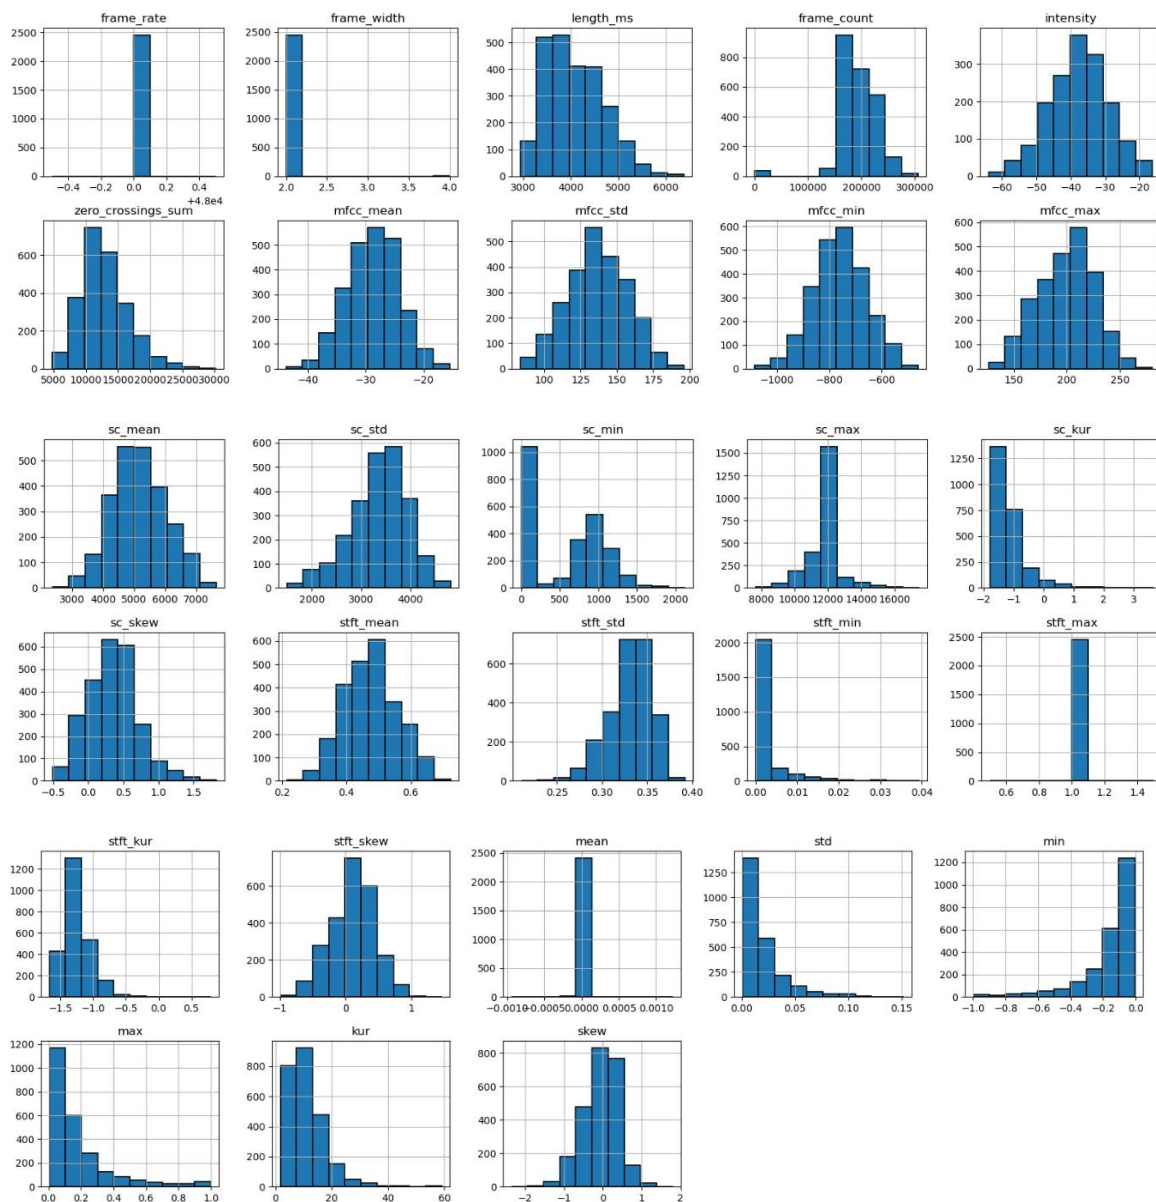 frame_rate
2500
2000
1500
1000
500
0
−0.4 −0.2 0.0 0.2 0.4
+4.8e4
frame_width
2500
2000
1500
1000
500
0
2.0 2.5 3.0 3.5 4.0
length_ms
500
400
300
200
100
0
3000 4000 5000 6000
frame_count
800
600
400
200
0
0 100000 200000 300000
intensity
300
200
100
0
−60 −50 −40 −30 −20
zero_crossings_sum
600
400
200
0
5000 10000 15000 20000 25000 30000
mfcc_mean
500
400
300
200
100
0
−40 −30 −20
mfcc_std
500
400
300
200
100
0
100 125 150 175 200
mfcc_min
600
500
400
300
200
100
0
−1000 −800 −600
mfcc_max
600
500
400
300
200
100
0
150 200 250
sc_mean
600
500
400
300
200
100
0
3000 4000 5000 6000 7000
sc_std
600
500
400
300
200
100
0
2000 3000 4000
sc_min
1000
800
600
400
200
0
0 500 1000 1500 2000
sc_max
1500
1250
1000
750
500
250
0
8000 10000 12000 14000 16000
sc_kur
1250
1000
750
500
250
0
−2 −1 0 1 2 3
sc_skew
600
500
400
300
200
100
0
−0.5 0.0 0.5 1.0 1.5
stft_mean
600
500
400
300
200
100
0
0.2 0.4 0.6
stft_std
600
400
200
0
0.25 0.30 0.35 0.40
stft_min
2000
1500
1000
500
0
0.00 0.01 0.02 0.03 0.04
stft_max
2500
2000
1500
1000
500
0
0.6 0.8 1.0 1.2 1.4
stft_kur
1200
1000
800
600
400
200
0
−1.5 −1.0 −0.5 0.0 0.5
stft_skew
600
400
200
0
−1 0 1
mean
2500
2000
1500
1000
500
0
−0.0010 −0.0005 0.0000 0.0005 0.0010
std
1250
1000
750
500
250
0
0.00 0.05 0.10 0.15
min
1200
1000
800
600
400
200
0
−1.0 −0.8 −0.6 −0.4 −0.2 0.0
max
1200
1000
800
600
400
200
0
0.0 0.2 0.4 0.6 0.8 1.0
kur
800
600
400
200
0
0 20 40 60
skew
800
600
400
200
0
−2 −1 0 1 2